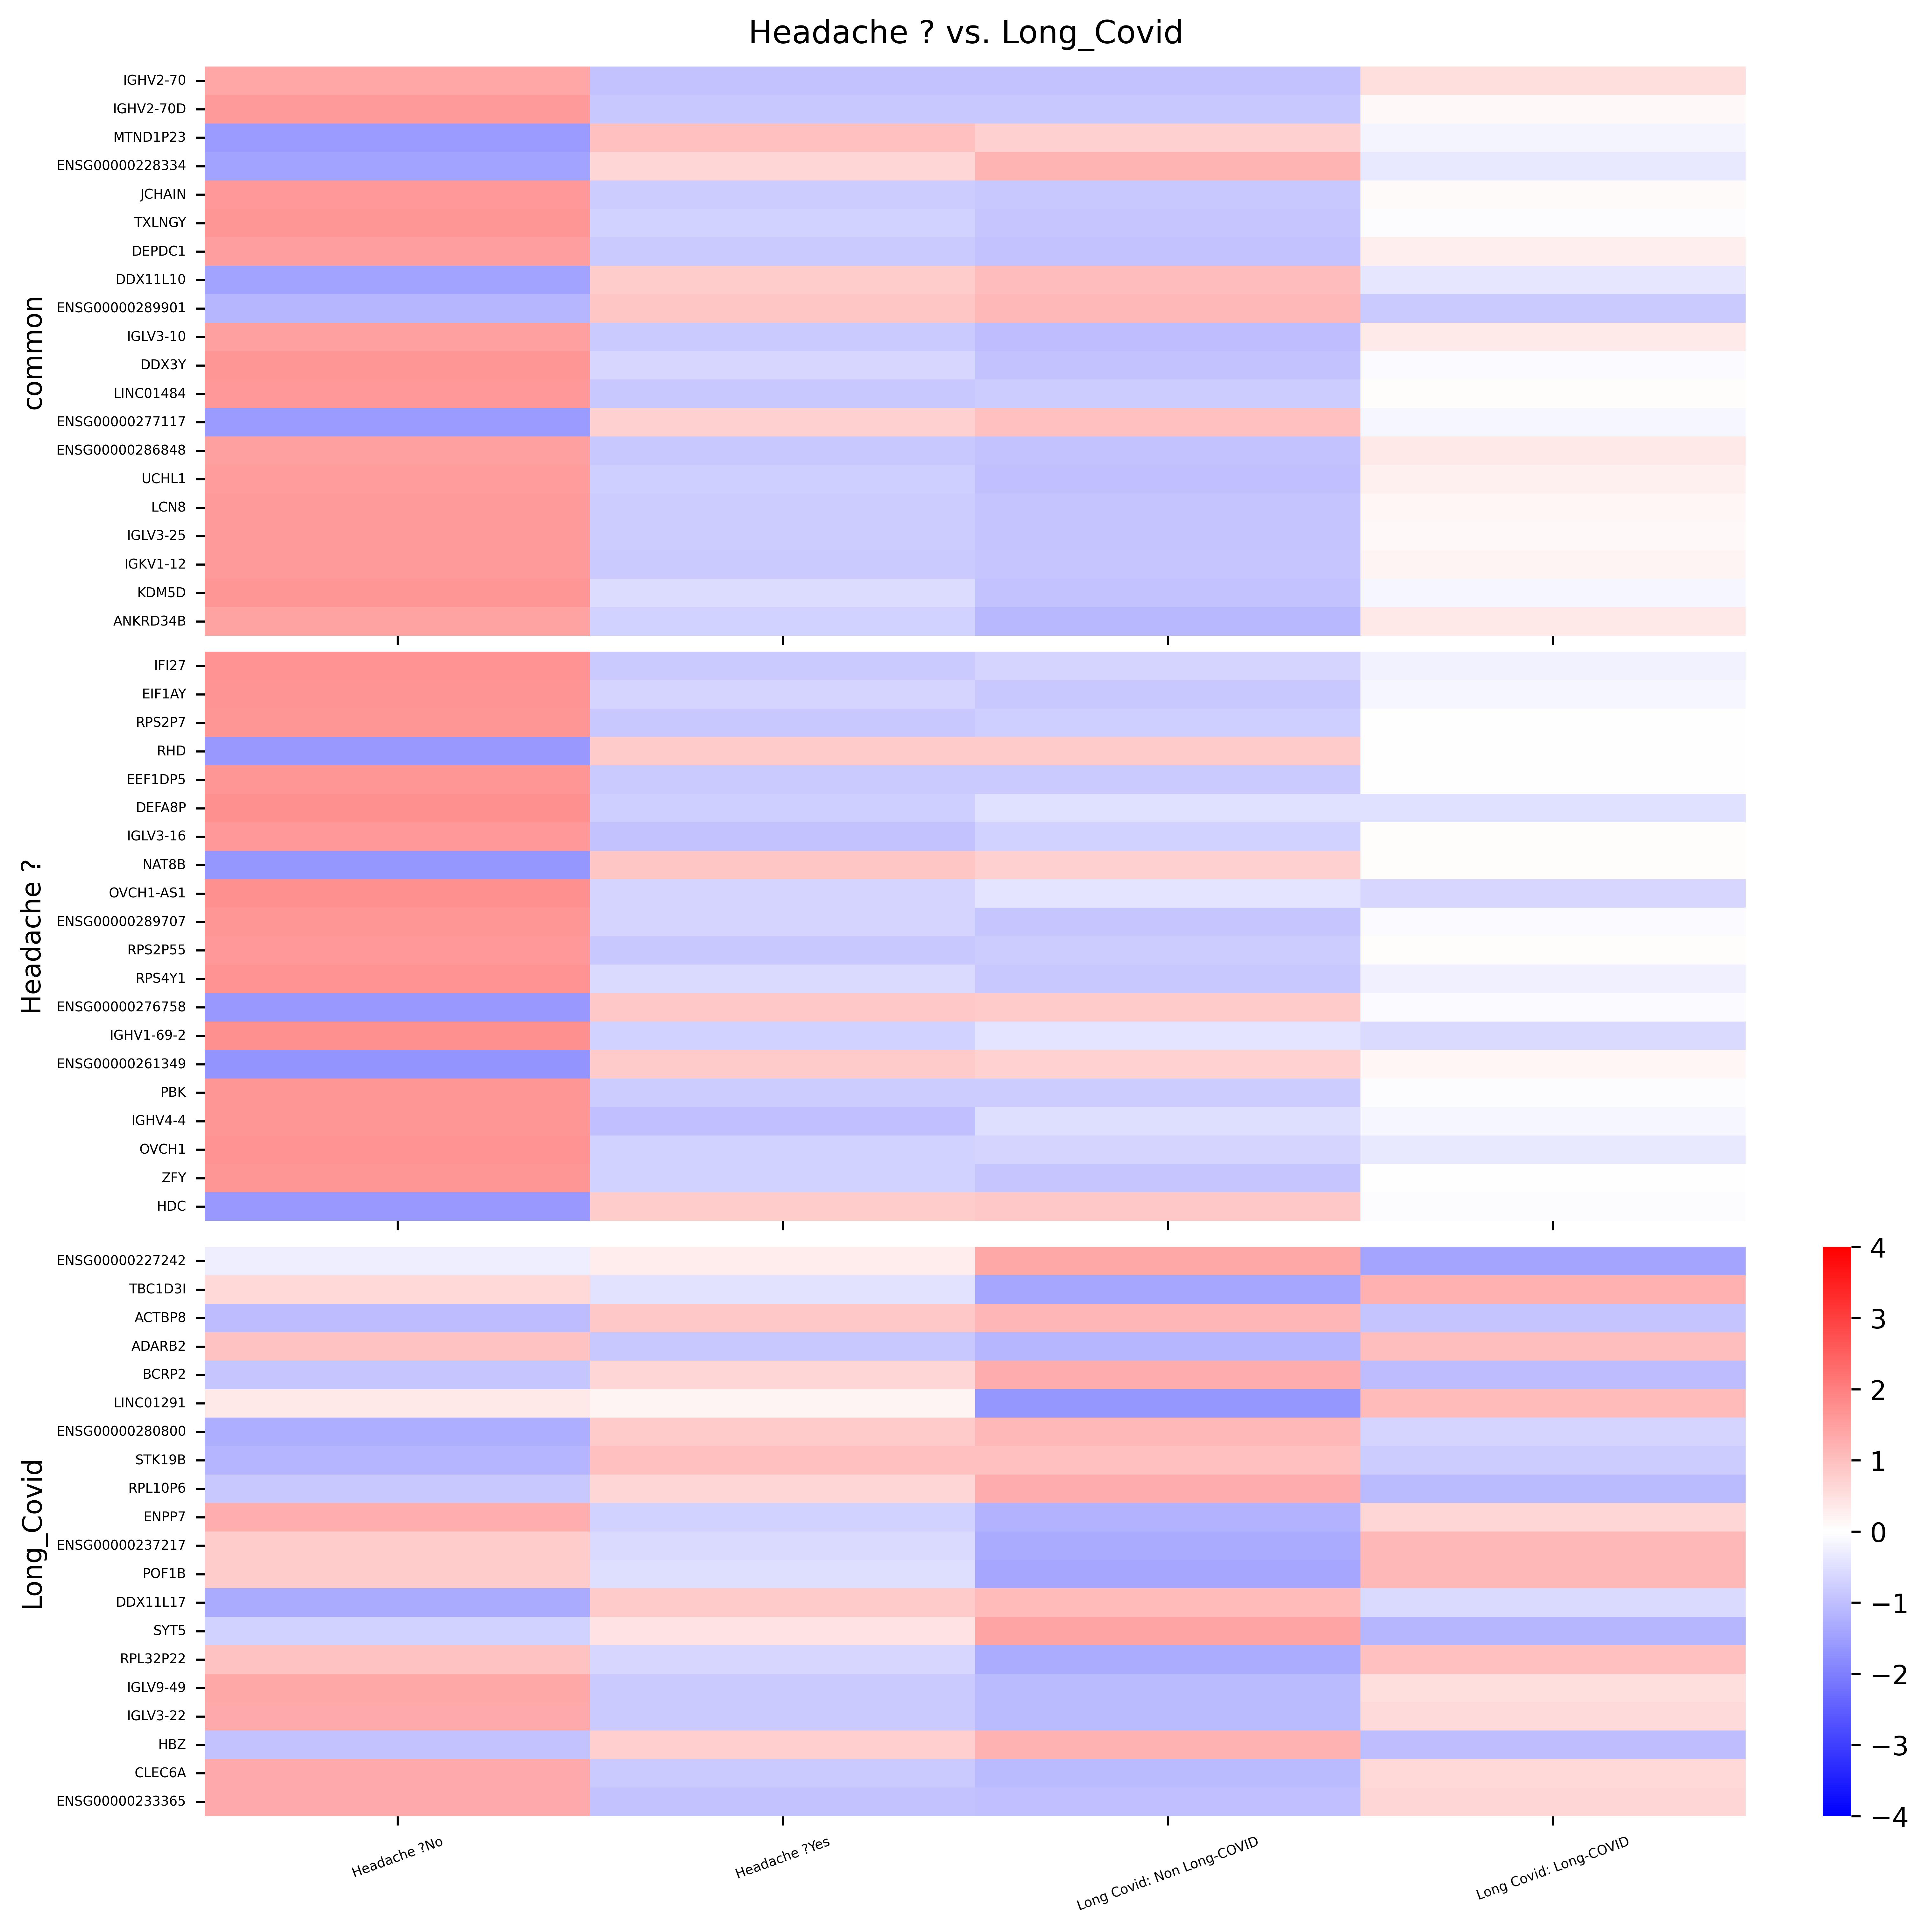 Headache ? vs. Long_Covid
common
IGHV2-70
IGHV2-70D
MTND1P23
ENSG00000228334
JCHAIN
TXLNGY
DEPDC1
DDX11L10
ENSG00000289901
IGLV3-10
DDX3Y
LINC01484
ENSG00000277117
ENSG00000286848
UCHL1
LCN8
IGLV3-25
IGKV1-12
KDM5D
ANKRD34B
Headache ?
IFI27
EIF1AY
RPS2P7
RHD
EEF1DP5
DEFA8P
IGLV3-16
NAT8B
OVCH1-AS1
ENSG00000289707
RPS2P55
RPS4Y1
ENSG00000276758
IGHV1-69-2
ENSG00000261349
PBK
IGHV4-4
OVCH1
ZFY
HDC
Long_Covid
ENSG00000227242
TBC1D3I
ACTBP8
ADARB2
BCRP2
LINC01291
ENSG00000280800
STK19B
RPL10P6
ENPP7
ENSG00000237217
POF1B
DDX11L17
SYT5
RPL32P22
IGLV9-49
IGLV3-22
HBZ
CLEC6A
ENSG00000233365
Headache ?No
Headache ?Yes
Long Covid: Non Long-COVID
Long Covid: Long-COVID
4
3
2
1
0
−1
−2
−3
−4